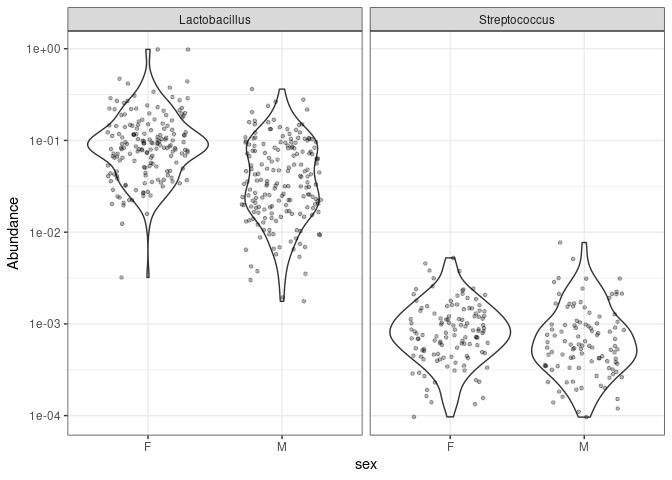 Lactobacillus
Streptococcus
Abundance
1e+00
1e-01
1e-02
1e-03
1e-04
F
M
F
M
sex